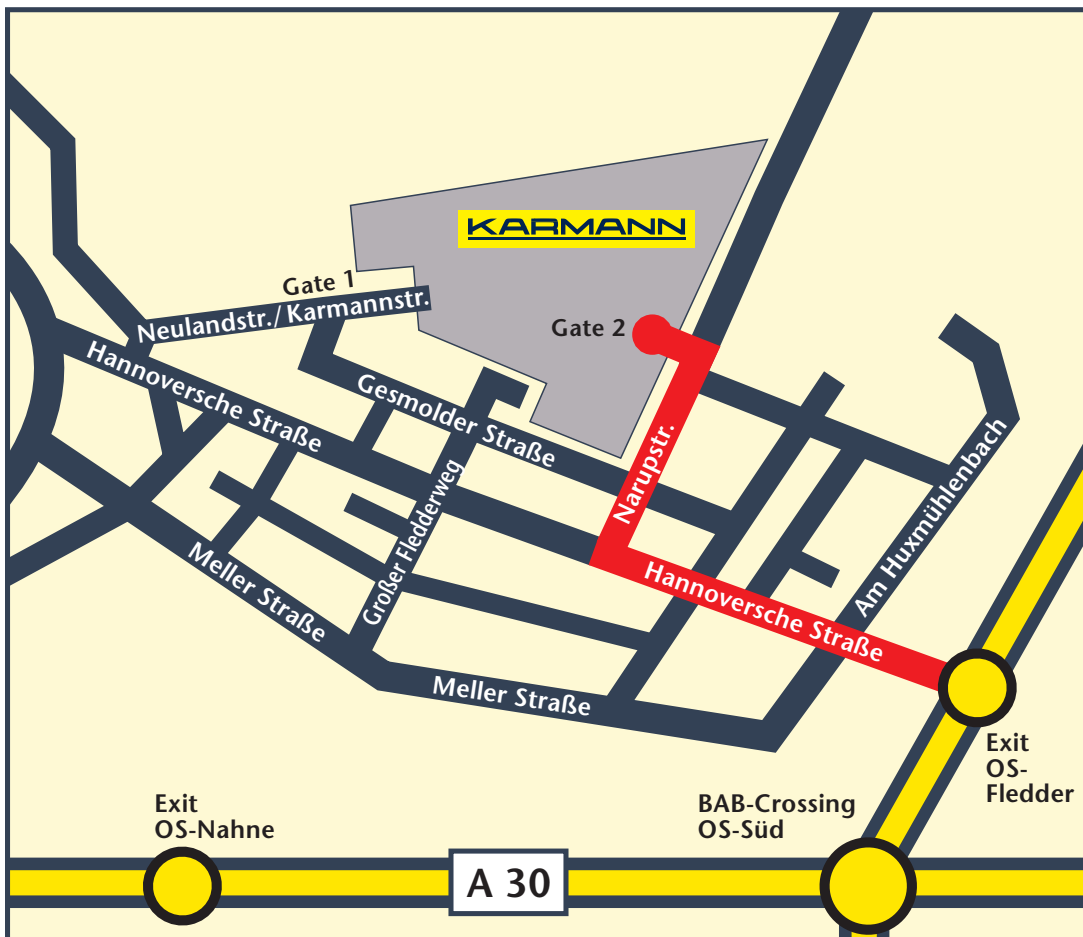 KARMANN
Gate 1
Neulandstr./Karmannstr.
Gate 2
Hannoversche Straße
Gesmolder Straße
Narupstr.
Großer Fledderweg
Am Huxmühlenbach
Meller Straße
Hannoversche Straße
Meller Straße
Exit
OS-
Fledder
Exit
OS-Nahne
BAB-Crossing
OS-Süd
A 30